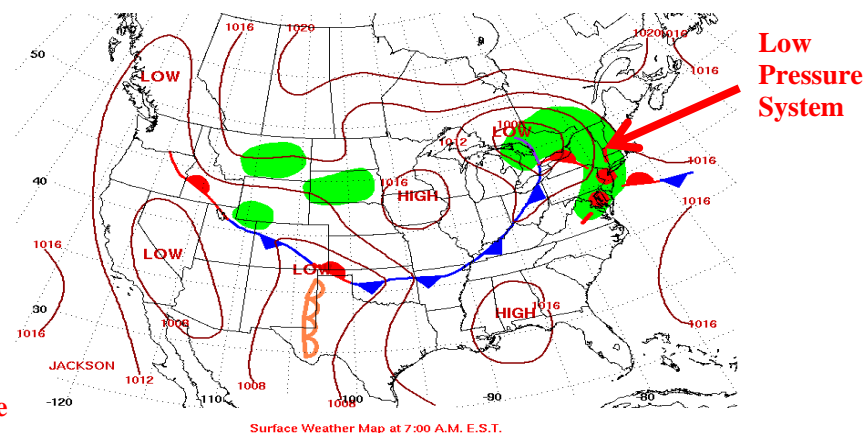 1016
1020
1020
1016
Low
Pressure
System
50
LOW
1016
1008
LOW
1012
40
1016
HIGH
1016
1016
LOW
LOW
HIGH
1016
30
1016
1008
1016
JACKSON
1012
1008
1008
-120
-110
-100
-90
-80
e
Surface Weather Map at 7:00 A.M. E.S.T.